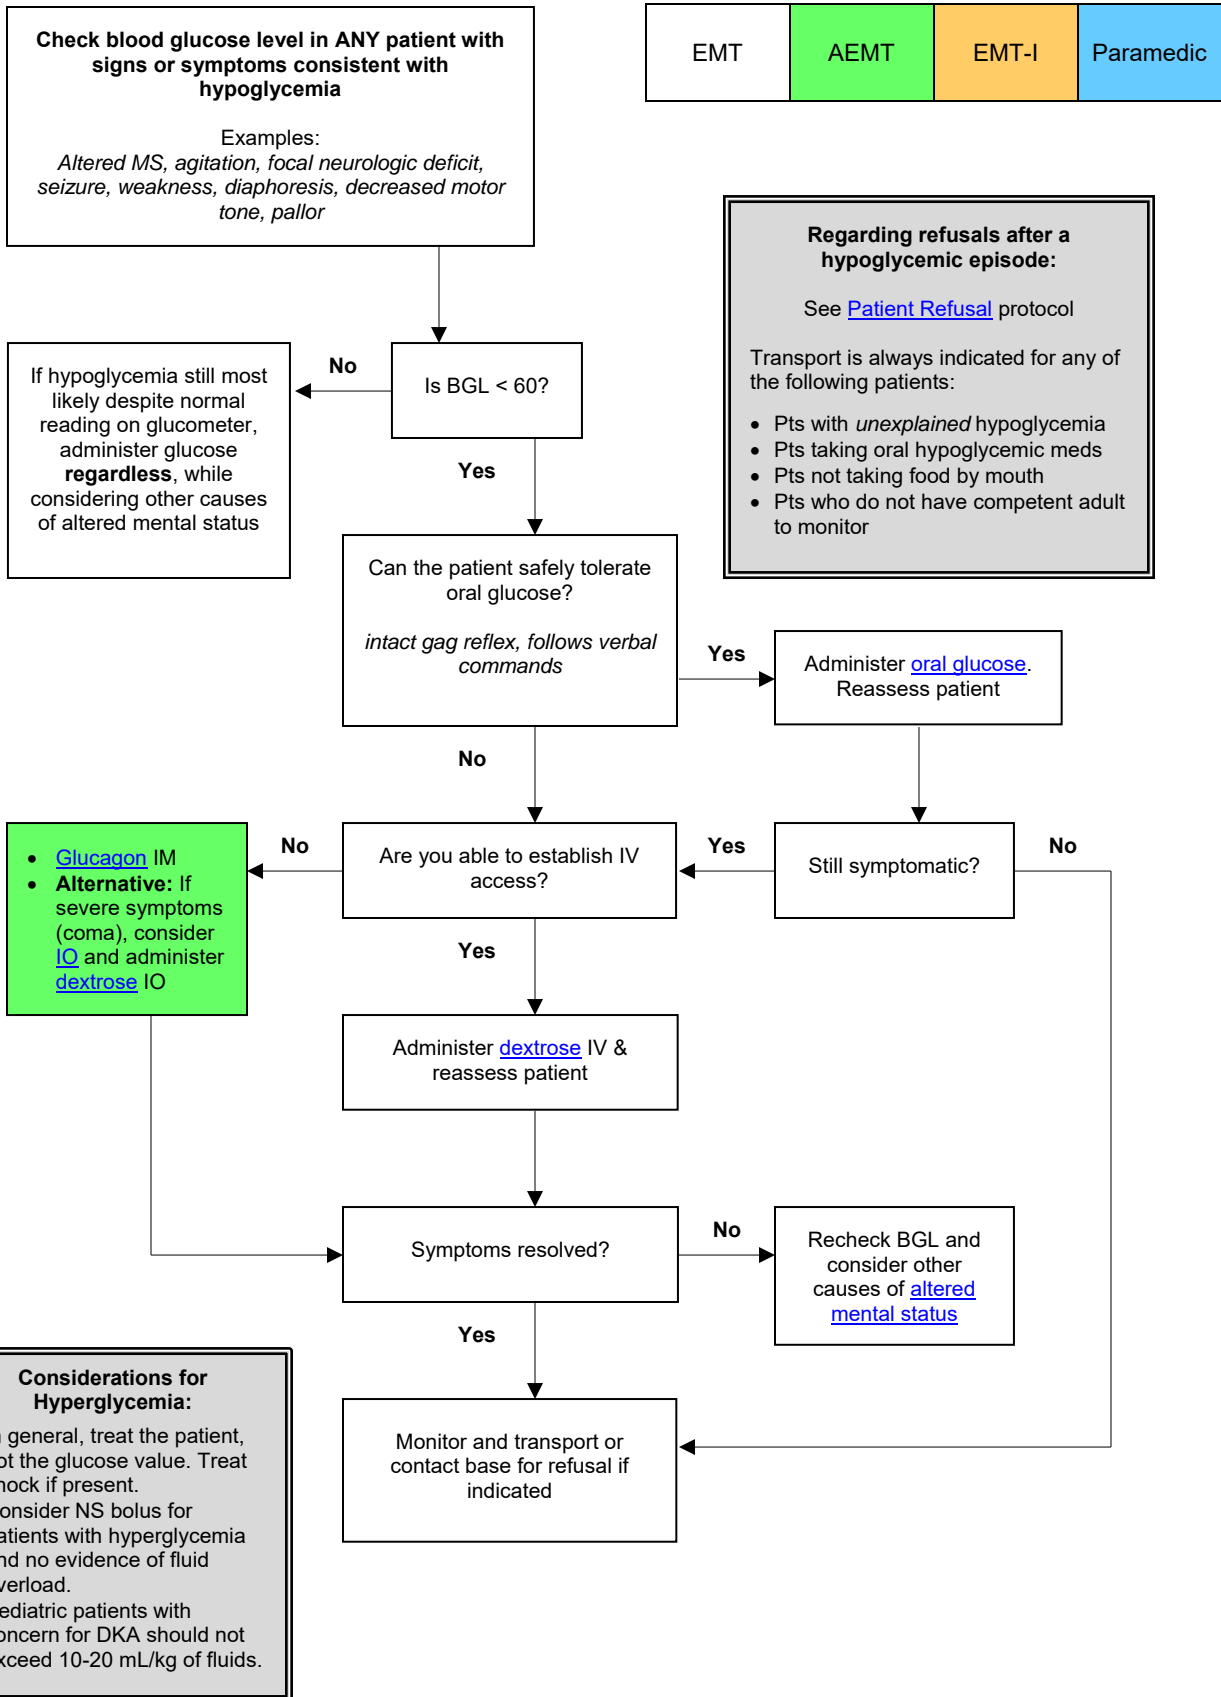 Check blood glucose level in ANY patient with
signs or symptoms consistent with
hypoglycemia
Examples:
Altered MS, agitation, focal neurologic deficit,
seizure, weakness, diaphoresis, decreased motor
tone, pallor
EMT
AEMT
EMT-I
Paramedic
Regarding refusals after a
hypoglycemic episode:
See Patient Refusal protocol
Transport is always indicated for any of
the following patients:
• Pts with unexplained hypoglycemia
• Pts taking oral hypoglycemic meds
• Pts not taking food by mouth
• Pts who do not have competent adult
to monitor
If hypoglycemia still most
likely despite normal
reading on glucometer,
administer glucose
regardless, while
considering other causes
of altered mental status
No
Is BGL < 60?
Yes
Can the patient safely tolerate
oral glucose?
intact gag reflex, follows verbal
commands
Yes
Administer oral glucose.
Reassess patient
No
• Glucagon IM
• Alternative: If
severe symptoms
(coma), consider
IO and administer
dextrose IO
No
Are you able to establish IV
access?
Yes
Still symptomatic?
No
Yes
Administer dextrose IV &
reassess patient
Symptoms resolved?
No
Recheck BGL and
consider other
causes of altered
mental status
Yes
Monitor and transport or
contact base for refusal if
indicated
Considerations for
Hyperglycemia:
general, treat the patient,
the glucose value. Treat
if present.
NS bolus for
with hyperglycemia
no evidence of fluid
patients with
for DKA should not
10-20 mL/kg of fluids.